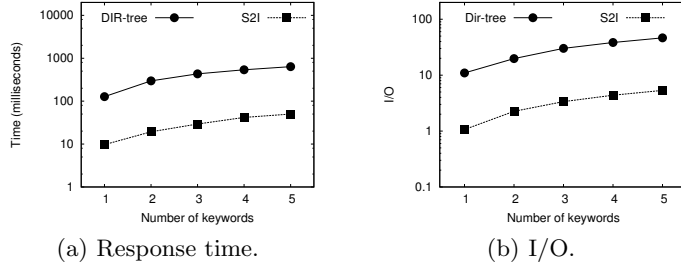 DIR-tree S2I
10000
1000
100
10
1
Time (milliseconds)
1 2 3 4 5
Number of keywords
(a) Response time.
Dir-tree S2I
100
10
1
0.1
I/O
1 2 3 4 5
Number of keywords
(b) I/O.